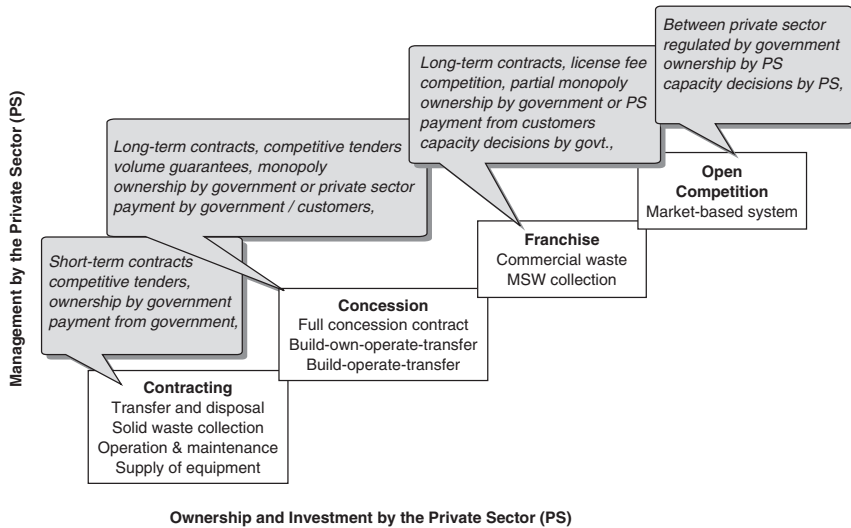 Between private sector
regulated by government
ownership by PS
capacity decisions by PS,
Long-term contracts, license fee
competition, partial monopoly
ownership by government or PS
payment from customers
capacity decisions by govt.,
Long-term contracts, competitive tenders
volume guarantees, monopoly
ownership by government or private sector
payment by government / customers,
Short-term contracts
competitive tenders,
ownership by government
payment from government,
Open
Competition
Market-based system
Franchise
Commercial waste
MSW collection
Concession
Full concession contract
Build-own-operate-transfer
Build-operate-transfer
Contracting
Transfer and disposal
Solid waste collection
Operation & maintenance
Supply of equipment
Management by the Private Sector (PS)
Ownership and Investment by the Private Sector (PS)